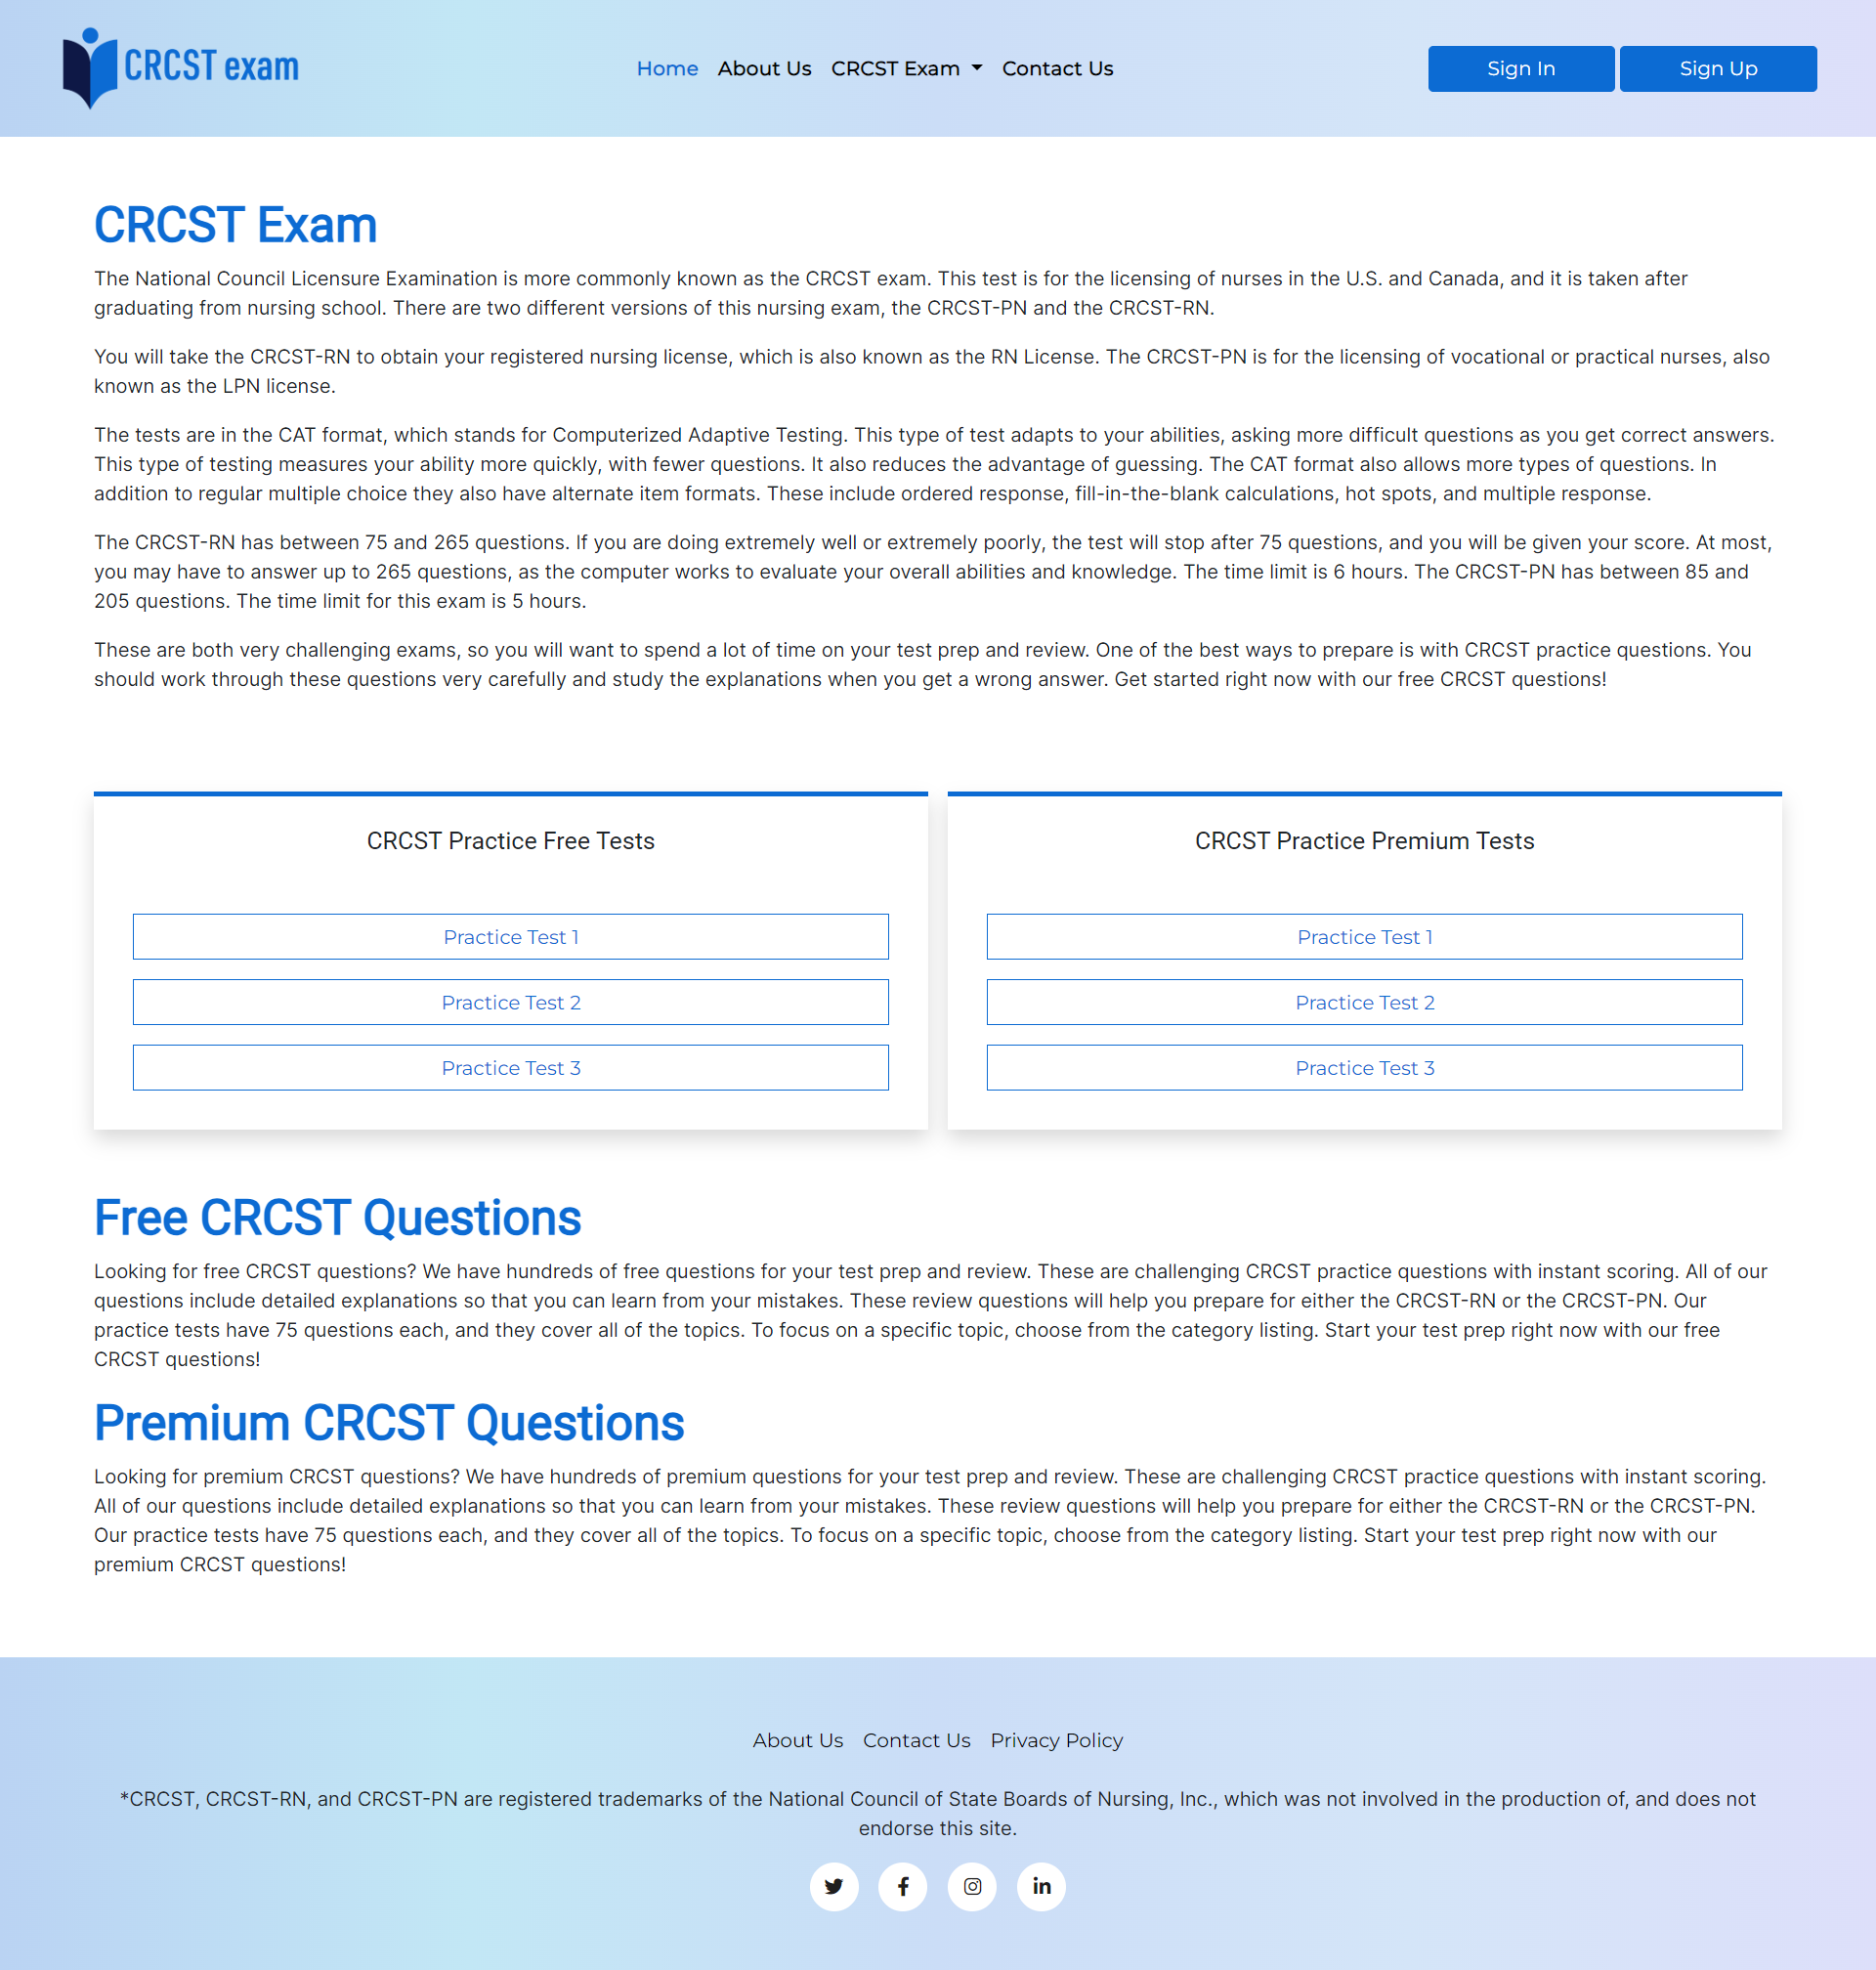 CRCST exam
Home About Us CRCST Exam Contact Us
Sign In Sign Up
CRCST Exam
The National Council Licensure Examination is more commonly known as the CRCST exam. This test is for the licensing of nurses in the U.S. and Canada, and it is taken after
graduating from nursing school. There are two different versions of this nursing exam, the CRCST-PN and the CRCST-RN.
You will take the CRCST-RN to obtain your registered nursing license, which is also known as the RN License. The CRCST-PN is for the licensing of vocational or practical nurses, also
known as the LPN license.
The tests are in the CAT format, which stands for Computerized Adaptive Testing. This type of test adapts to your abilities, asking more difficult questions as you get correct answers.
This type of testing measures your ability more quickly, with fewer questions. It also reduces the advantage of guessing. The CAT format also allows more types of questions. In
addition to regular multiple choice they also have alternate item formats. These include ordered response, fill-in-the-blank calculations, hot spots, and multiple response.
The CRCST-RN has between 75 and 265 questions. If you are doing extremely well or extremely poorly, the test will stop after 75 questions, and you will be given your score. At most,
you may have to answer up to 265 questions, as the computer works to evaluate your overall abilities and knowledge. The time limit is 6 hours. The CRCST-PN has between 85 and
205 questions. The time limit for this exam is 5 hours.
These are both very challenging exams, so you will want to spend a lot of time on your test prep and review. One of the best ways to prepare is with CRCST practice questions. You
should work through these questions very carefully and study the explanations when you get a wrong answer. Get started right now with our free CRCST questions!
CRCST Practice Free Tests
Practice Test 1
Practice Test 2
Practice Test 3
CRCST Practice Premium Tests
Practice Test 1
Practice Test 2
Practice Test 3
Free CRCST Questions
Looking for free CRCST questions? We have hundreds of free questions for your test prep and review. These are challenging CRCST practice questions with instant scoring. All of our
questions include detailed explanations so that you can learn from your mistakes. These review questions will help you prepare for either the CRCST-RN or the CRCST-PN. Our
practice tests have 75 questions each, and they cover all of the topics. To focus on a specific topic, choose from the category listing. Start your test prep right now with our free
CRCST questions!
Premium CRCST Questions
Looking for premium CRCST questions? We have hundreds of premium questions for your test prep and review. These are challenging CRCST practice questions with instant scoring.
All of our questions include detailed explanations so that you can learn from your mistakes. These review questions will help you prepare for either the CRCST-RN or the CRCST-PN.
Our practice tests have 75 questions each, and they cover all of the topics. To focus on a specific topic, choose from the category listing. Start your test prep right now with our
premium CRCST questions!
About Us Contact Us Privacy Policy
*CRCST, CRCST-RN, and CRCST-PN are registered trademarks of the National Council of State Boards of Nursing, Inc., which was not involved in the production of, and does not
endorse this site.